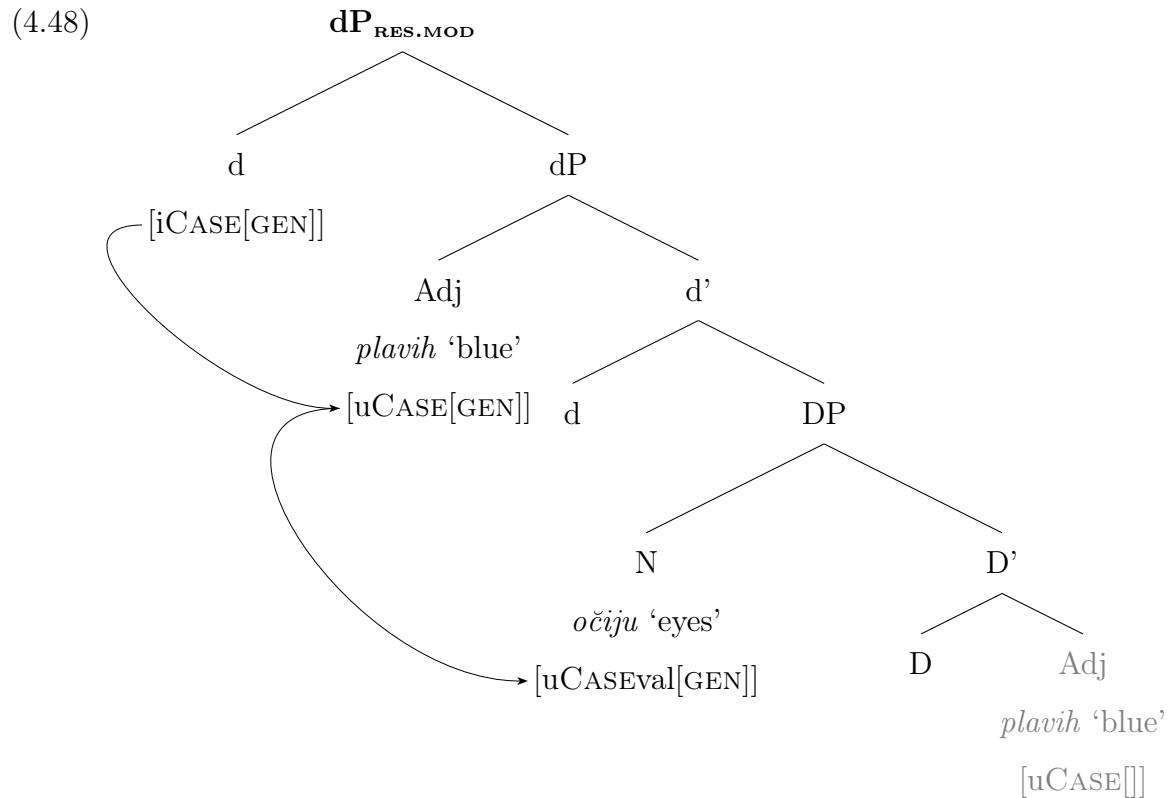 (4.48) dP_RES.MOD
d dP
[iCASE[GEN]]
Adj d’
plavih ‘blue’
[uCASE[GEN]] d DP
N D’
očiju ‘eyes’
D Adj
[uCASEval[GEN]]
plavih ‘blue’
[uCASE[]]